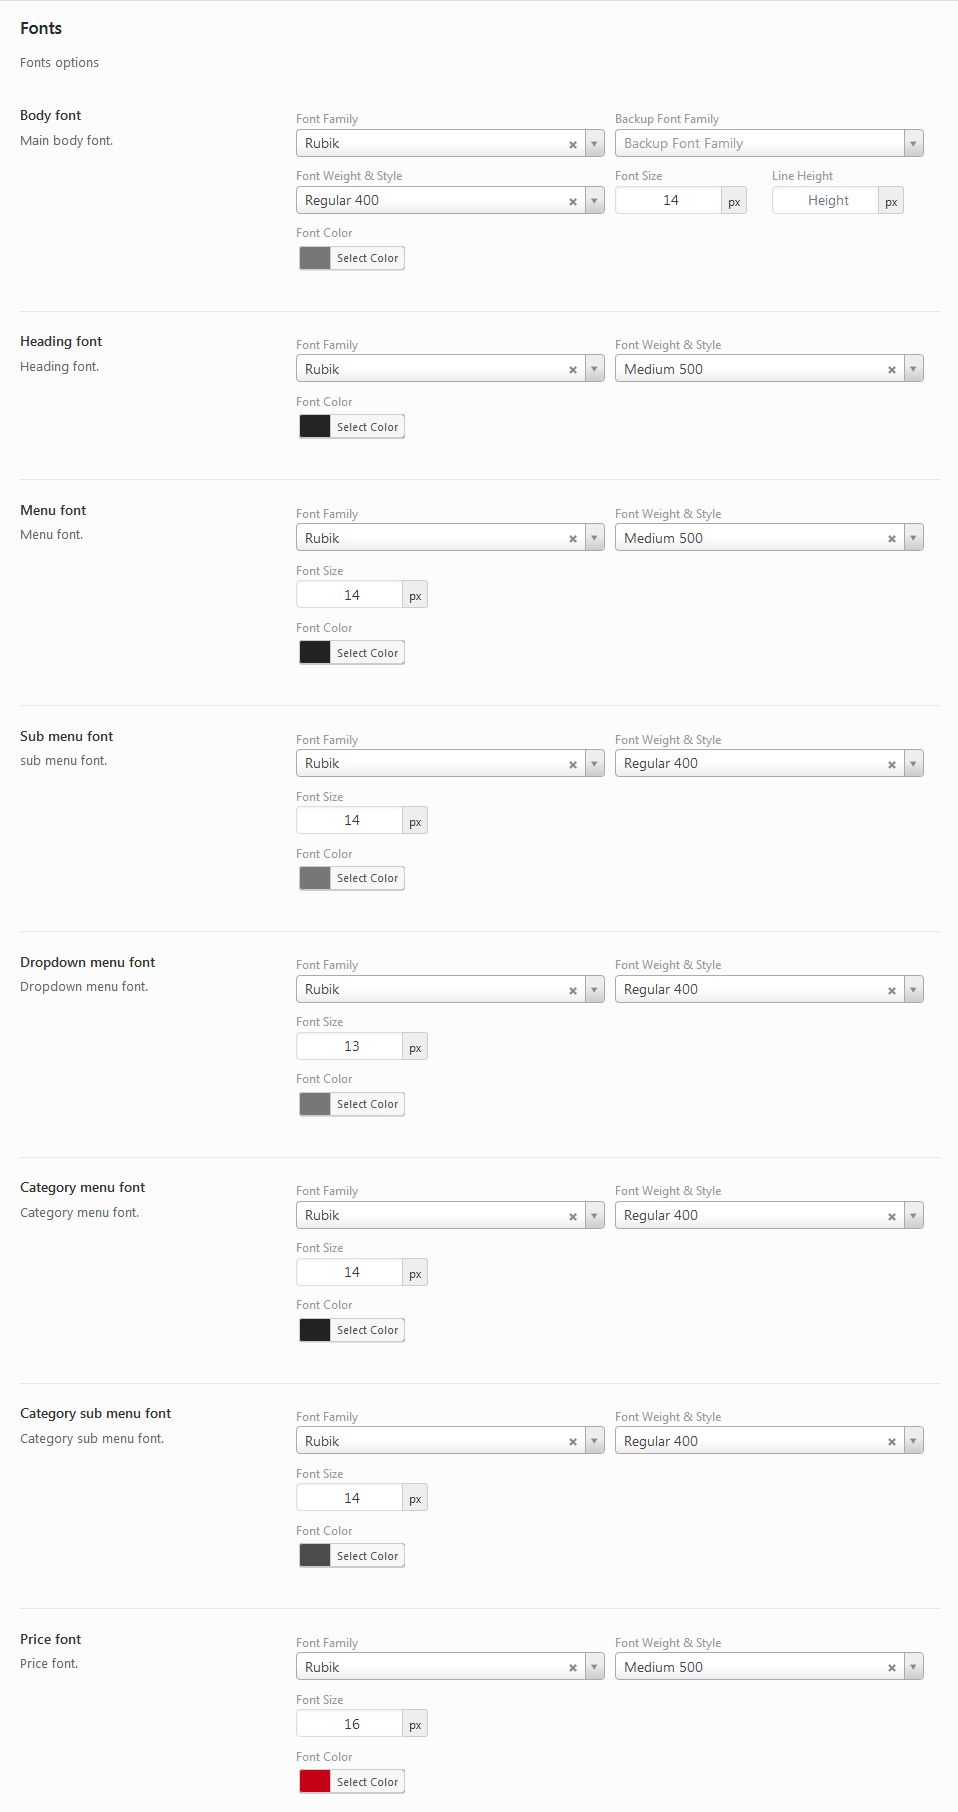 Fonts
Fonts options
Body font
Main body font.
Font Family
Backup Font Family
Rubik
Backup Font Family
Font Weight & Style
Font Size
Line Height
Regular 400
14
px
Height
px
Font Color
Select Color
Heading font
Heading font.
Font Family
Font Weight & Style
Rubik
Medium 500
Font Color
Select Color
Menu font
Menu font.
Font Family
Font Weight & Style
Rubik
Medium 500
Font Size
14
px
Font Color
Select Color
Sub menu font
sub menu font.
Font Family
Font Weight & Style
Rubik
Regular 400
Font Size
14
px
Font Color
Select Color
Dropdown menu font
Dropdown menu font.
Font Family
Font Weight & Style
Rubik
Regular 400
Font Size
13
px
Font Color
Select Color
Category menu font
Category menu font.
Font Family
Font Weight & Style
Rubik
Regular 400
Font Size
14
px
Font Color
Select Color
Category sub menu font
Category sub menu font.
Font Family
Font Weight & Style
Rubik
Regular 400
Font Size
14
px
Font Color
Select Color
Price font
Price font.
Font Family
Font Weight & Style
Rubik
Medium 500
Font Size
16
px
Font Color
Select Color